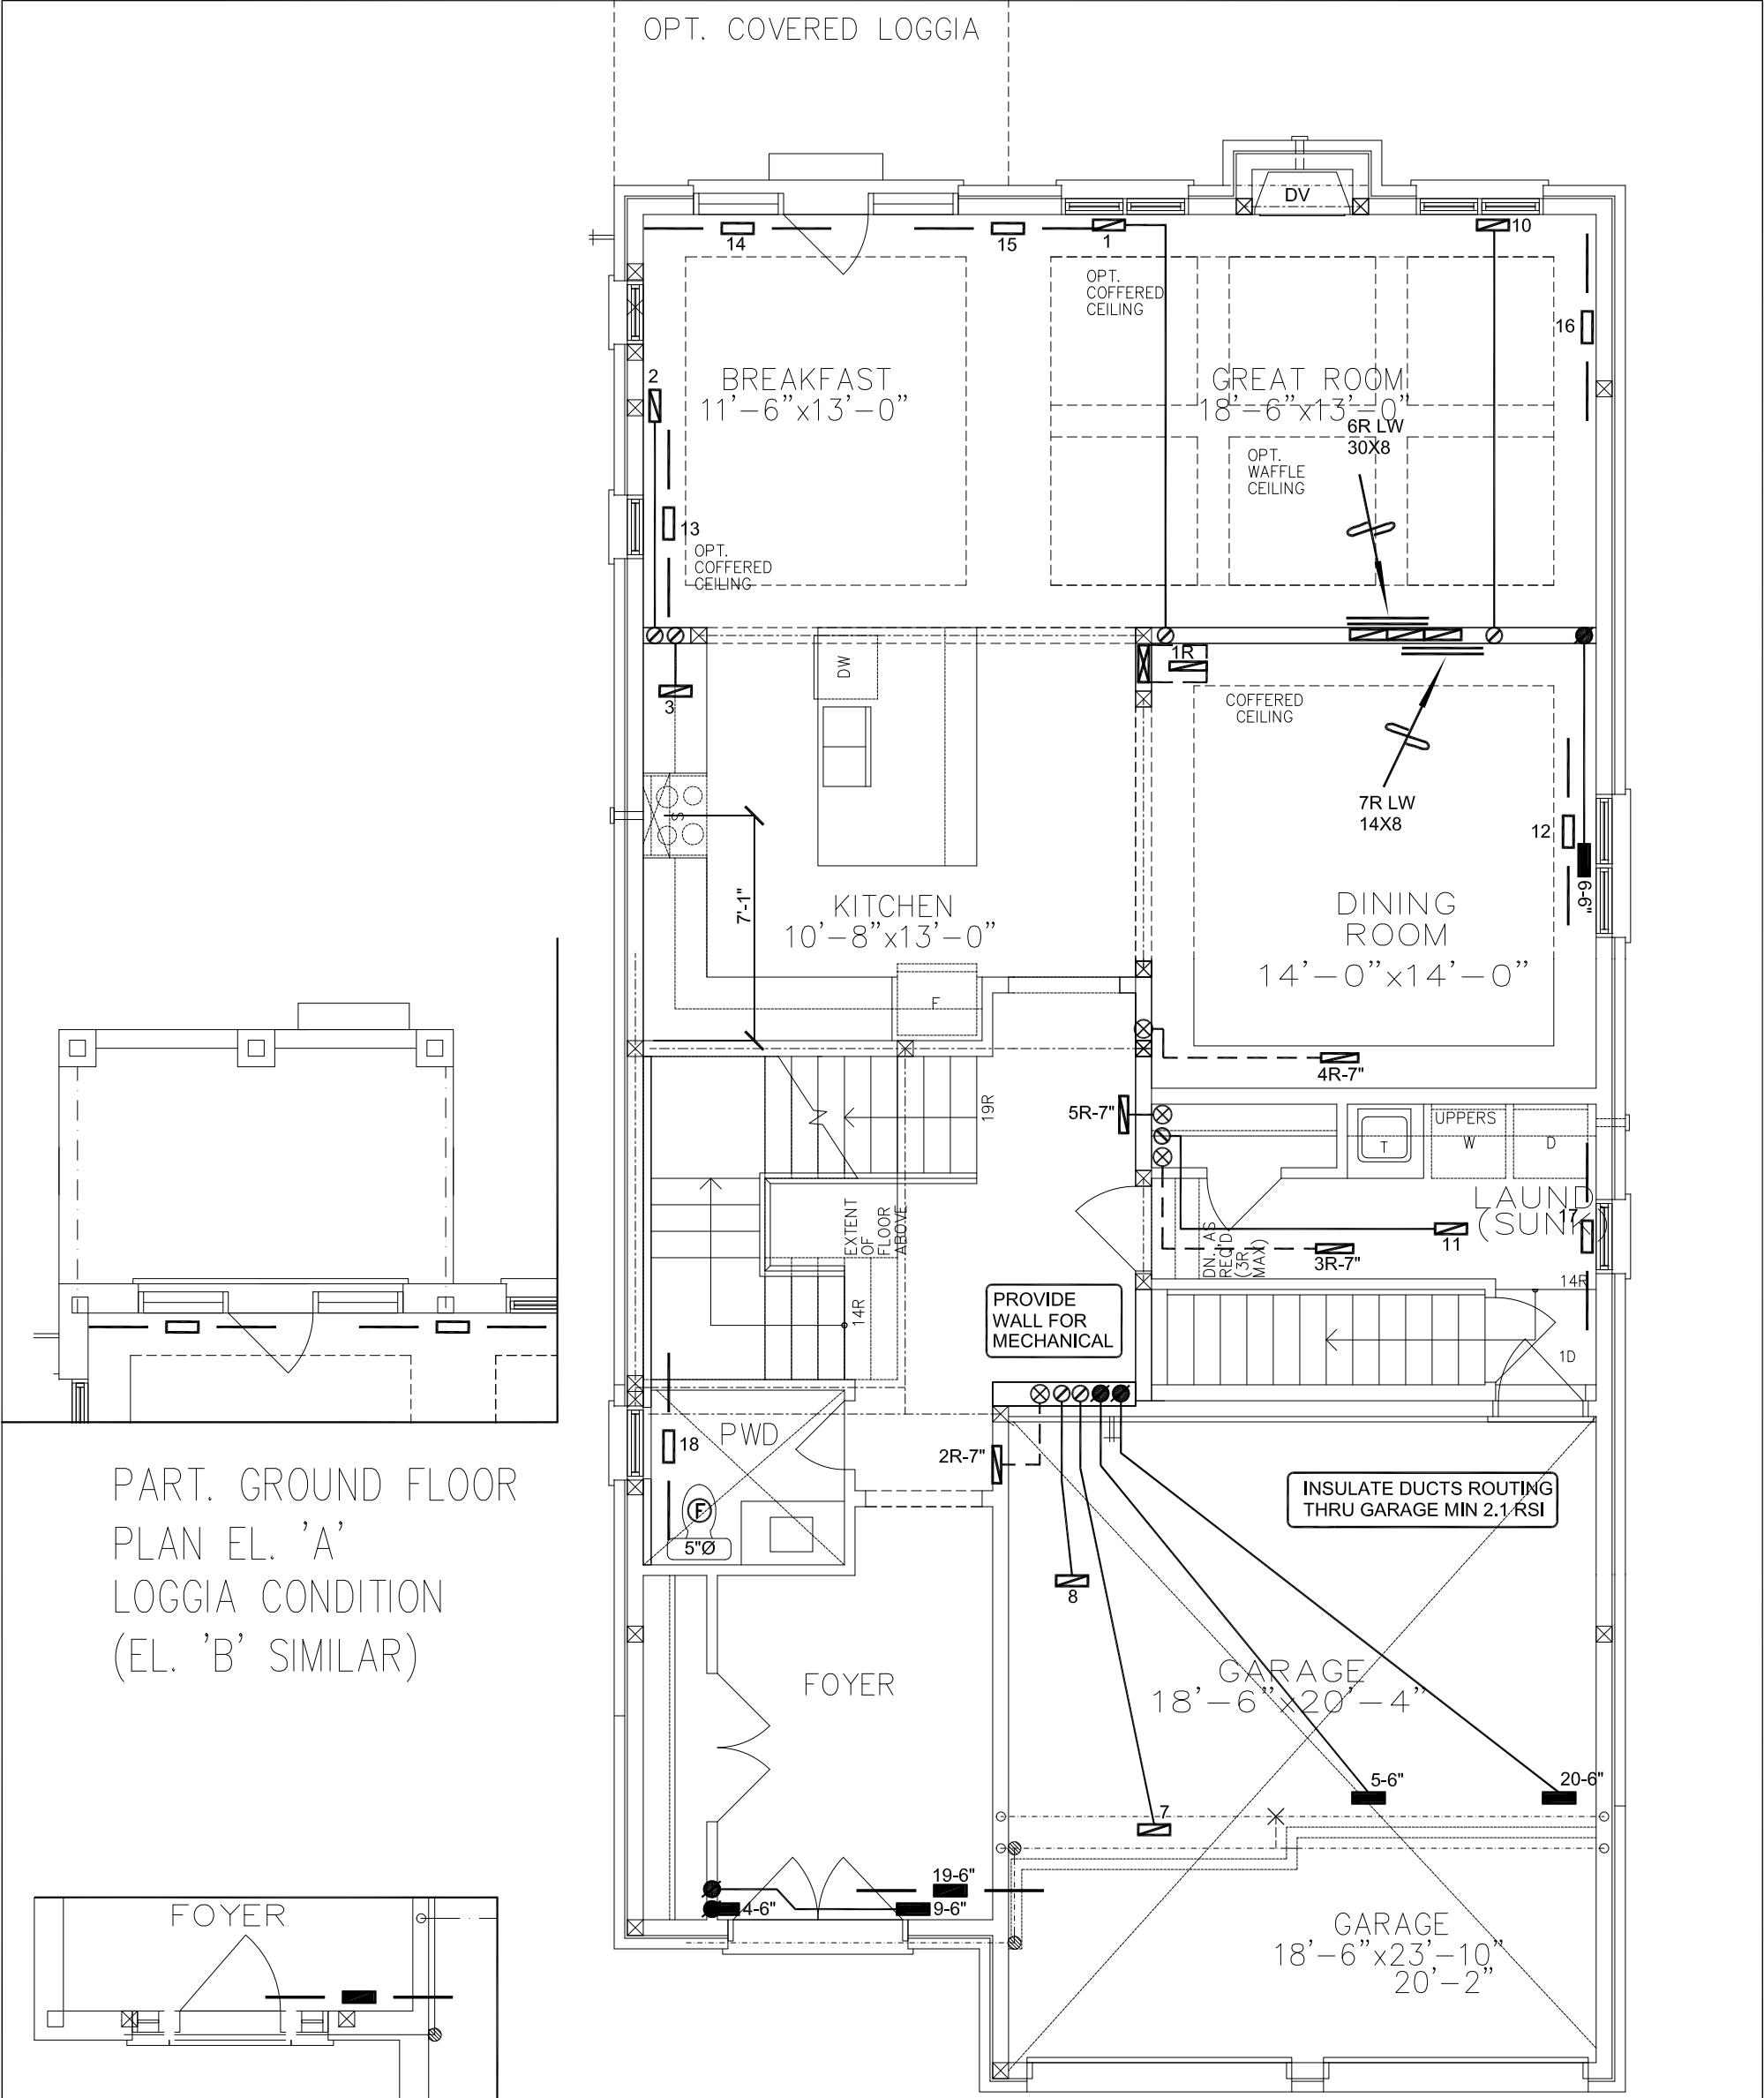 OPT. COVERED LOGGIA
DV
14
15
1
10
OPT.
COFFERED
CEILING
16
2
BREAKFAST
11'-6"x13'-0"
GREAT ROOM
18'-6"x13'-0"
6R LW
30X8
OPT.
WAFFLE
CEILING
13
OPT.
COFFERED
CEILING
DW
1R
3
COFFERED
CEILING
S
7R LW
14X8
12
6-6"
7'-1"
KITCHEN
10'-8"x13'-0"
DINING
ROOM
14'-0"x14'-0"
F
4R-7"
19R
5R-7"
UPPERS
T
W
D
LAUND
(SUNK)
17
EXTENT
OF
FLOOR
ABOVE
DN. AS
REQ'D
(3R
MAX)
11
3R-7"
14R
14R
PROVIDE
WALL FOR
MECHANICAL
1D
PWD
18
2R-7"
F
5"Ø
INSULATE DUCTS ROUTING
THRU GARAGE MIN 2.1 RSI
PART. GROUND FLOOR
PLAN EL. 'A'
LOGGIA CONDITION
(EL. 'B' SIMILAR)
8
FOYER
GARAGE
18'-6"x20'-4"
5-6"
20-6"
7
19-6"
4-6"
9-6"
FOYER
GARAGE
18'-6"x23'-10"
20'-2"